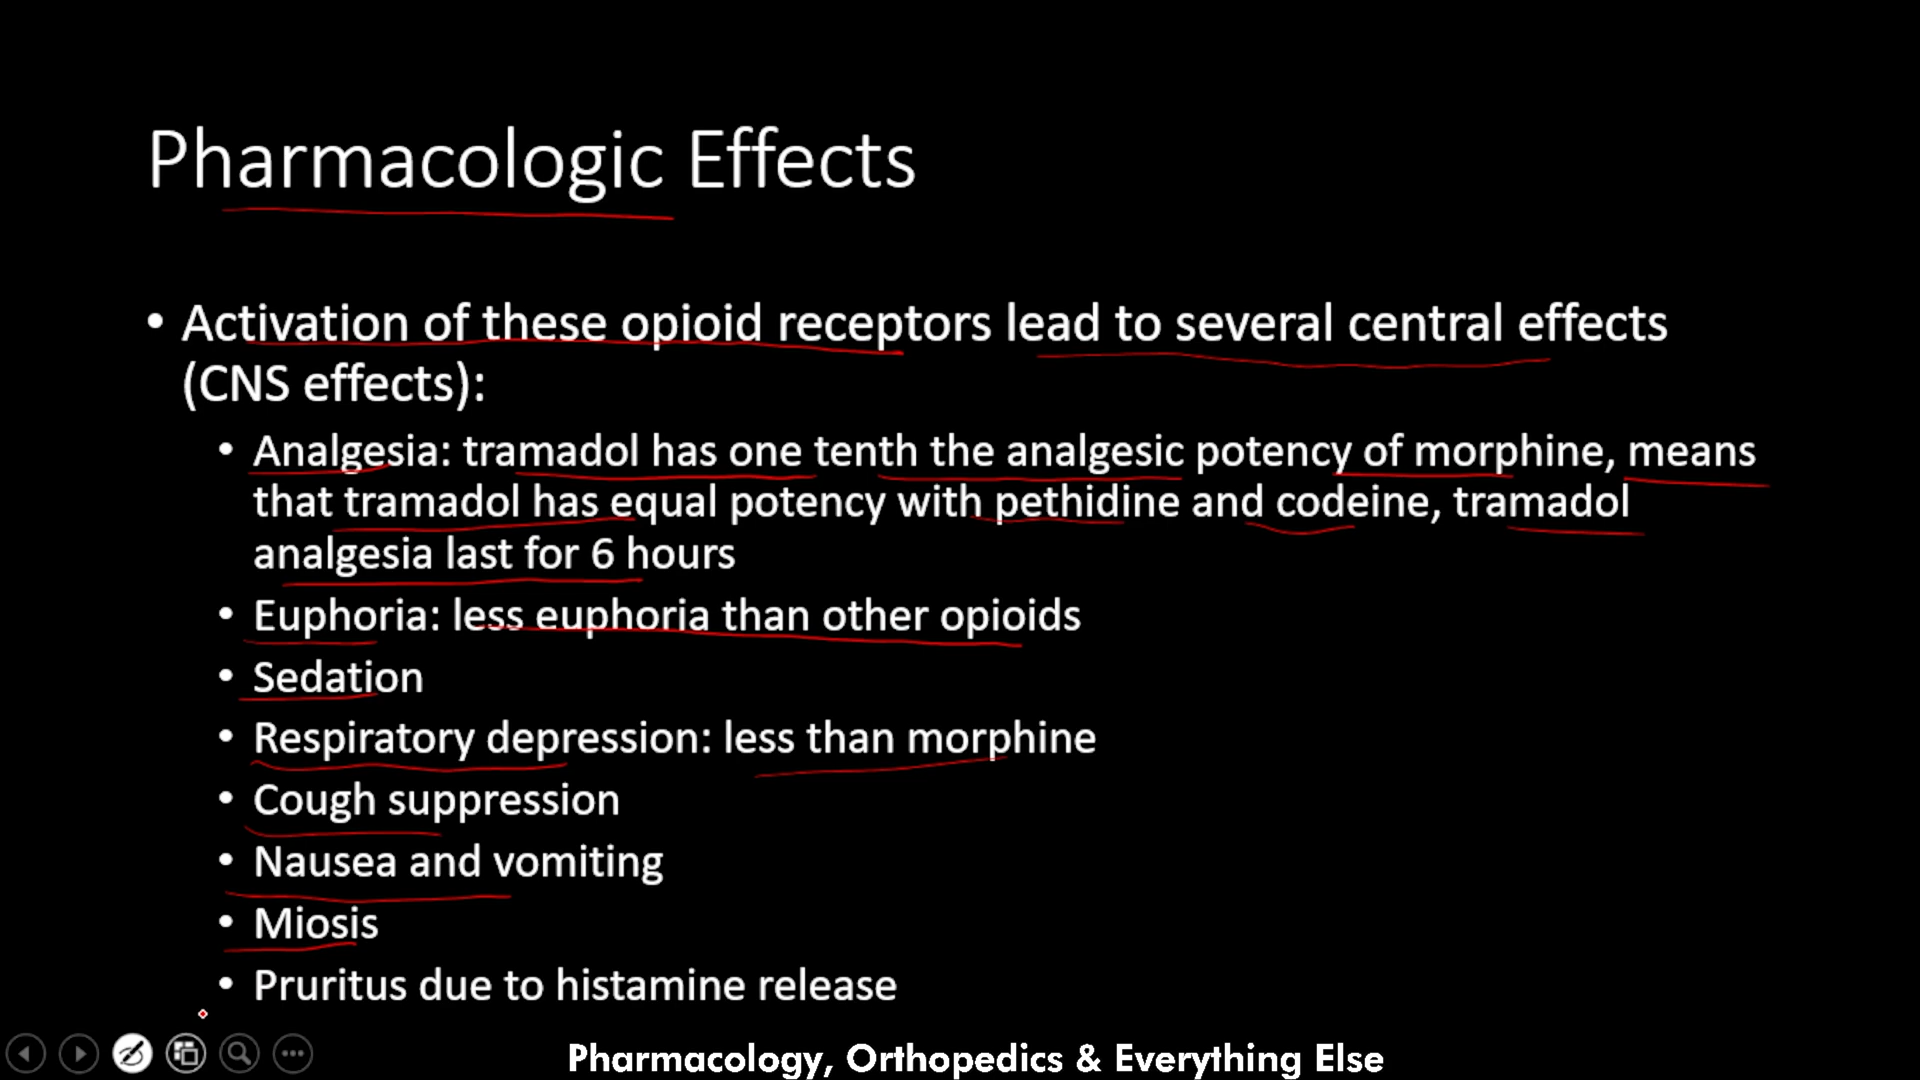 Pharmacologic Effects
• Activation of these opioid receptors lead to several central effects
(CNS effects):
• Analgesia: tramadol has one tenth the analgesic potency of morphine, means
that tramadol has equal potency with pethidine and codeine, tramadol
analgesia last for 6 hours
• Euphoria: less euphoria than other opioids
• Sedation
• Respiratory depression: less than morphine
• Cough suppression
• Nausea and vomiting
• Miosis
• Pruritus due to histamine release
Pharmacology, Orthopedics & Everything Else